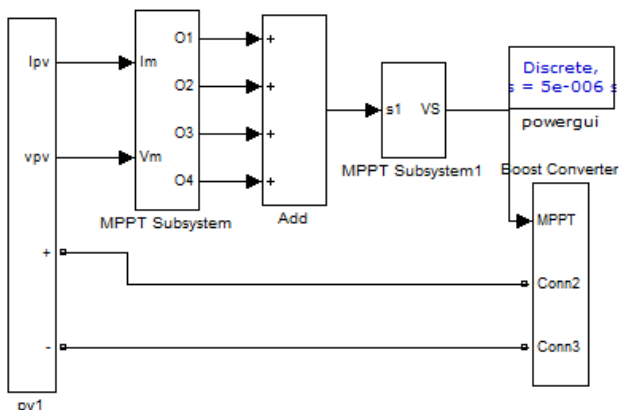 Ipv
vpv
+
-
pv1
Im
Vm
O1
O2
O3
O4
MPPT Subsystem
+
+
+
+
Add
s1 VS
MPPT Subsystem1
Discrete,
s = 5e-006 s
powergui
Boost Converter
MPPT
Conn2
Conn3